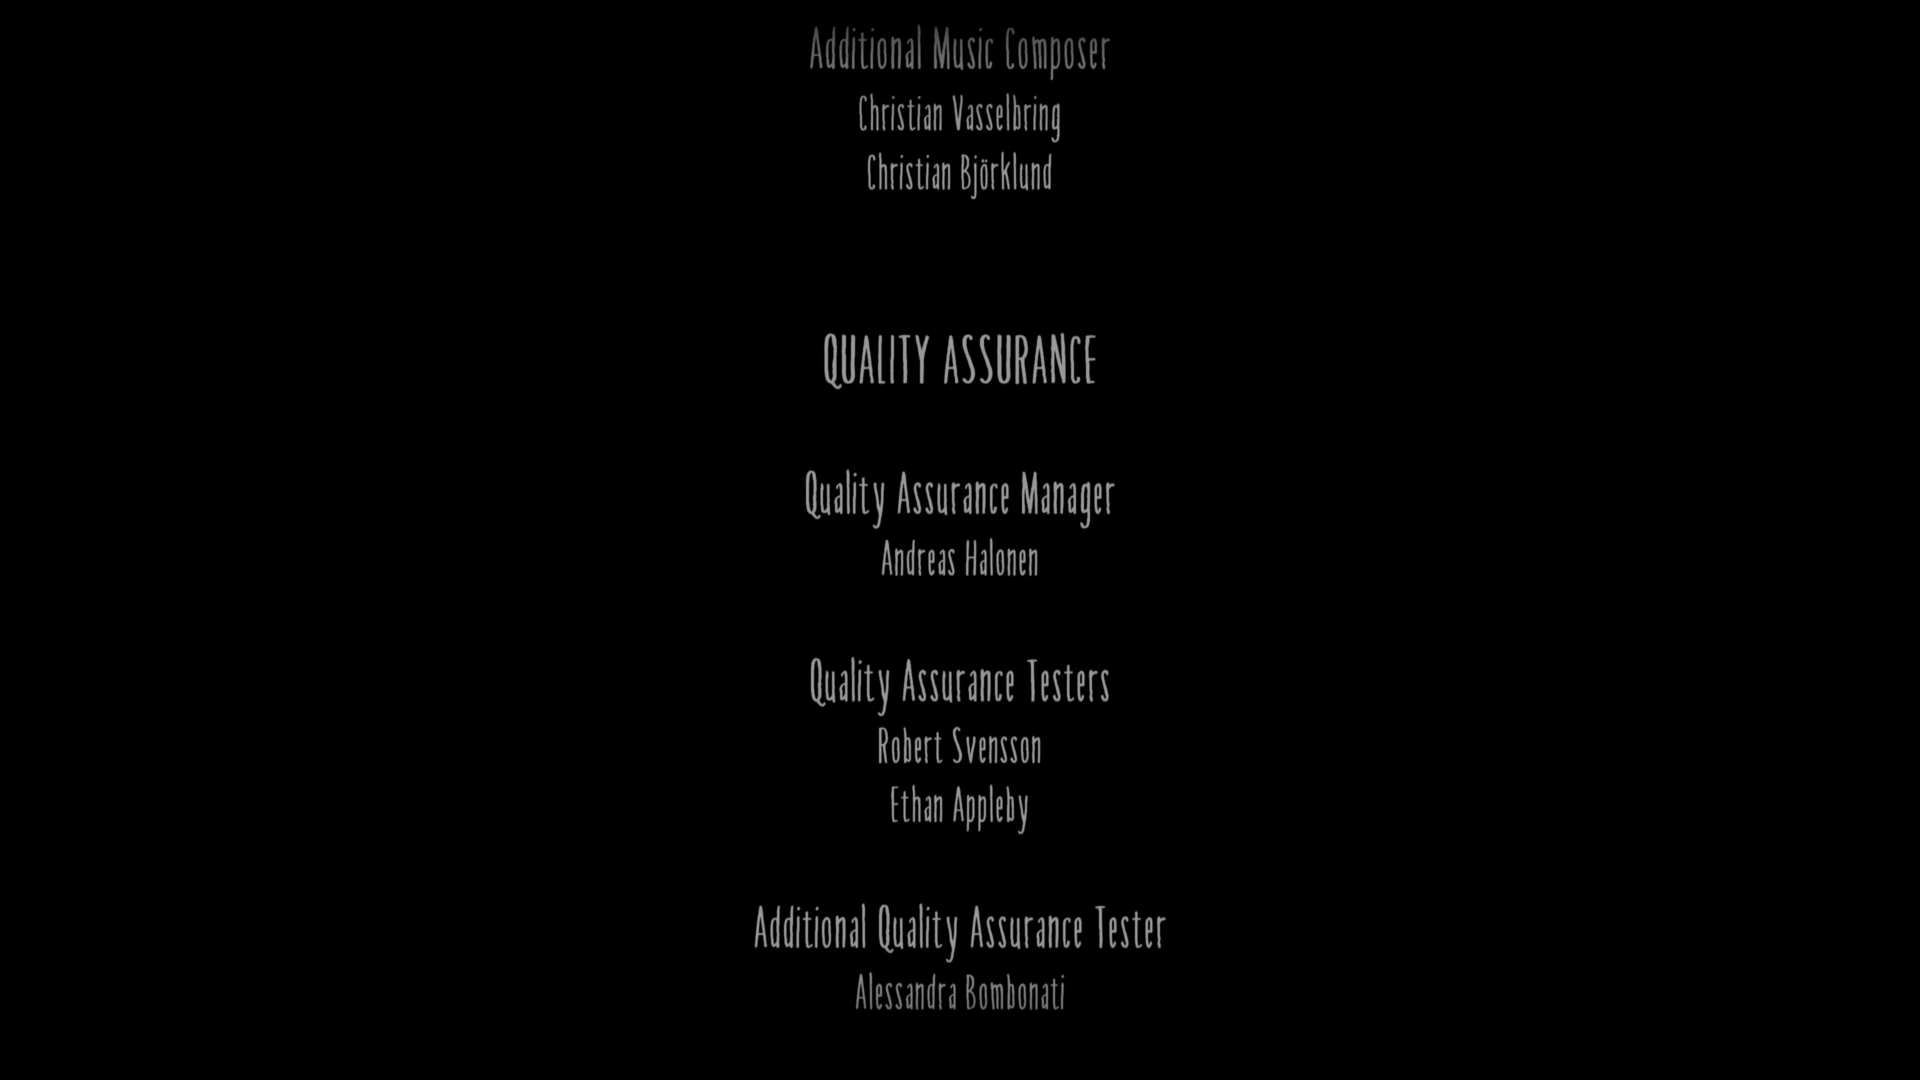 Additional Music Composer
Christian Vasselbring
Christian Björklund
QUALITY ASSURANCE
Quality Assurance Manager
Andreas Halonen
Quality Assurance Testers
Robert Svensson
Ethan Appleby
Additional Quality Assurance Tester
Alessandra Bombonati